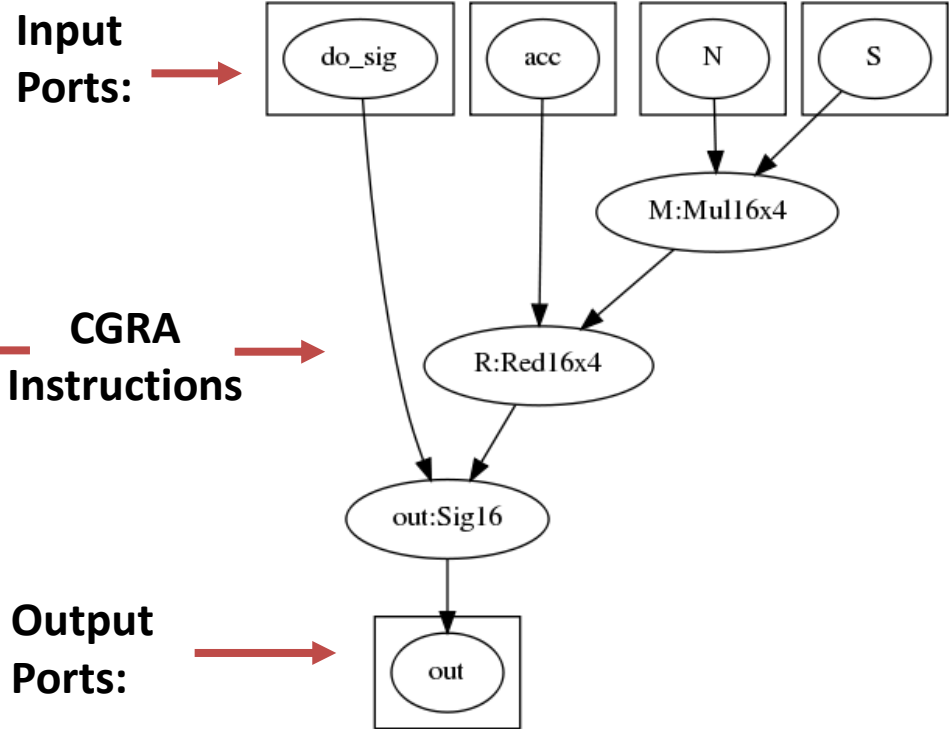 Input
Ports:
do_sig
acc
N
S
M:Mul16x4
CGRA
Instructions
R:Red16x4
out:Sig16
Output
Ports:
out